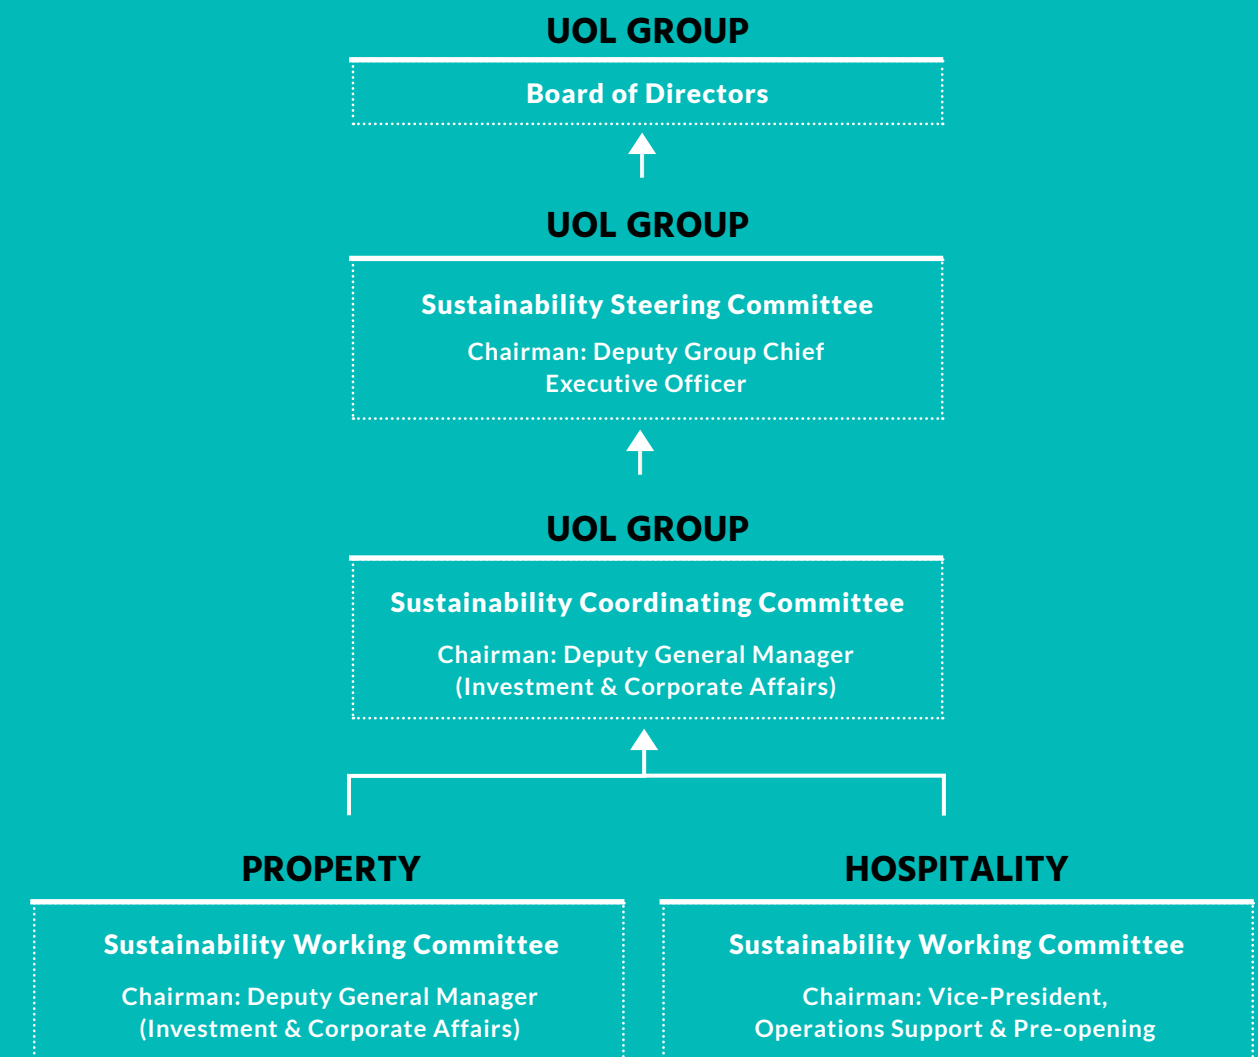 UOL GROUP
Board of Directors
UOL GROUP
Sustainability Steering Committee
Chairman: Deputy Group Chief
Executive Officer
UOL GROUP
Sustainability Coordinating Committee
Chairman: Deputy General Manager
(Investment & Corporate Affairs)
PROPERTY
Sustainability Working Committee
Chairman: Deputy General Manager
(Investment & Corporate Affairs)
HOSPITALITY
Sustainability Working Committee
Chairman: Vice-President,
Operations Support & Pre-opening